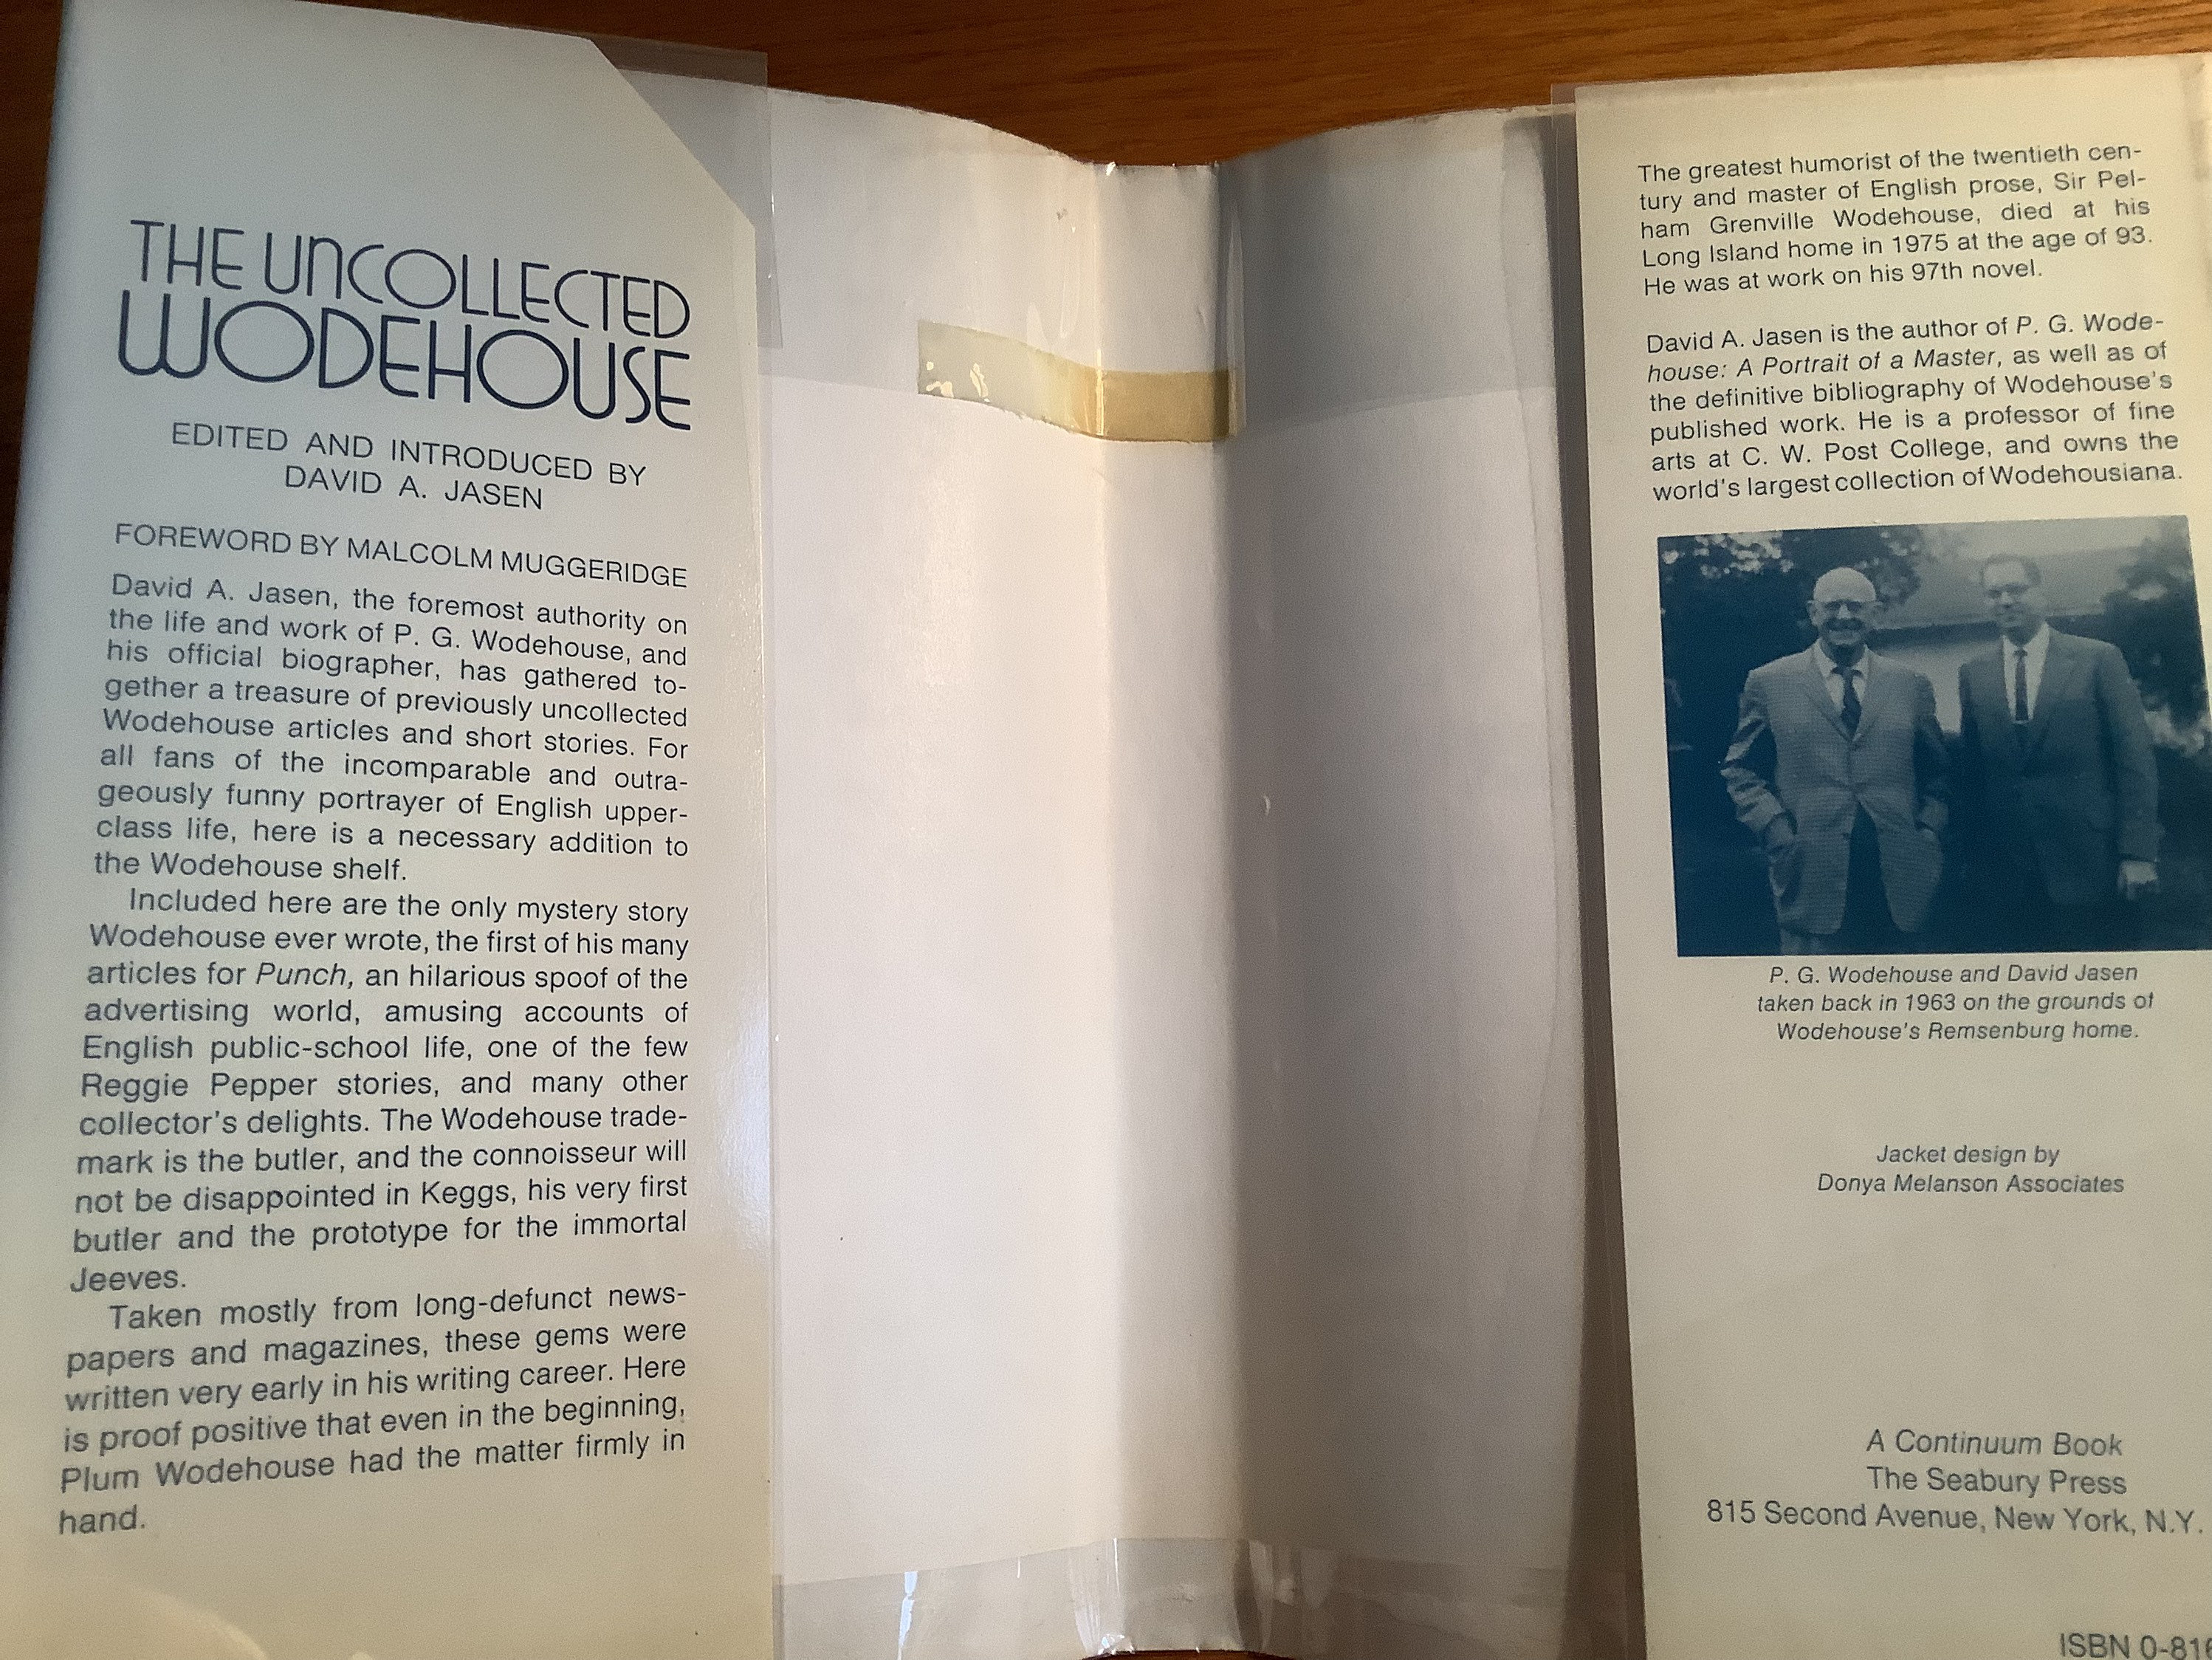 THE UNCOLLECTED
WODEHOUSE
EDITED AND INTRODUCED BY
DAVID A. JASEN
FOREWORD BY MALCOLM MUGGERIDGE
David A. Jasen, the foremost authority on
the life and work of P. G. Wodehouse, and
his official biographer, has gathered to-
gether a treasure of previously uncollected
Wodehouse articles and short stories. For
all fans of the incomparable and outra-
geously funny portrayer of English upper-
class life, here is a necessary addition to
the Wodehouse shelf.
Included here are the only mystery story
Wodehouse ever wrote, the first of his many
articles for Punch, an hilarious spoof of the
advertising world, amusing accounts of
English public-school life, one of the few
Reggie Pepper stories, and many other
collector's delights. The Wodehouse trade-
mark is the butler, and the connoisseur will
not be disappointed in Keggs, his very first
butler and the prototype for the immortal
Jeeves.
Taken mostly from long-defunct news-
papers and magazines, these gems were
written very early in his writing career. Here
is proof positive that even in the beginning,
Plum Wodehouse had the matter firmly in
hand.
The greatest humorist of the twentieth cen-
tury and master of English prose, Sir Pel-
ham Grenville Wodehouse, died at his
Long Island home in 1975 at the age of 93.
He was at work on his 97th novel.
David A. Jasen is the author of P. G. Wode-
house: A Portrait of a Master, as well as of
the definitive bibliography of Wodehouse's
published work. He is a professor of fine
arts at C. W. Post College, and owns the
world's largest collection of Wodehousiana.
P. G. Wodehouse and David Jasen
taken back in 1963 on the grounds of
Wodehouse's Remsenburg home.
Jacket design by
Donya Melanson Associates
A Continuum Book
The Seabury Press
815 Second Avenue, New York, N.Y.
ISBN 0-816